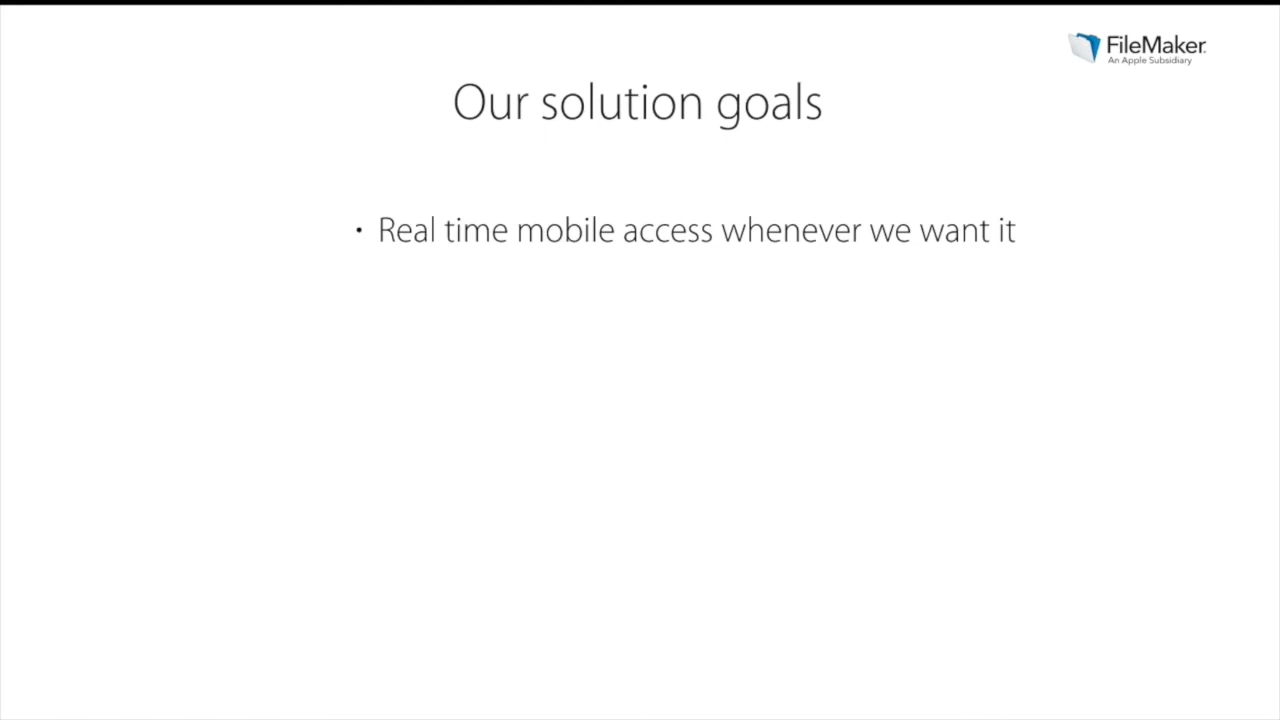 FileMaker
An Apple Subsidiary
Our solution goals
• Real time mobile access whenever we want it